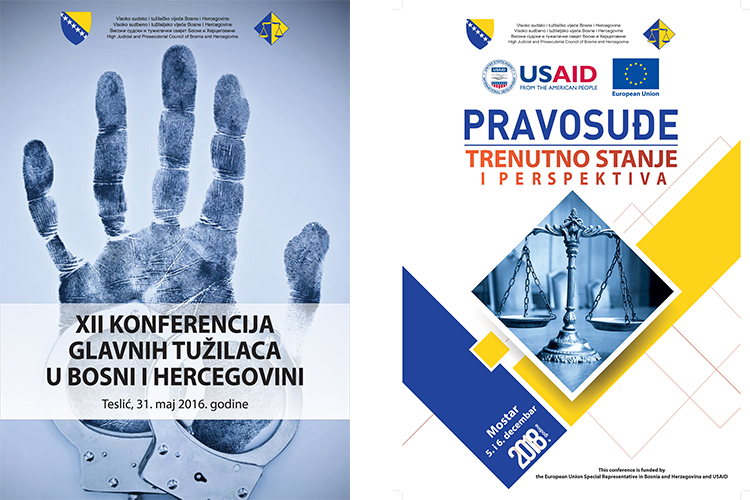 Visoko sudsko i tužilačko vijeće Bosne i Hercegovine
Visoko sudbeno i tužiteljsko vijeće Bosne i Hercegovine
Високи судски и тужилачки савјет Босне и Херцеговине
High Judicial and Prosecutorial Council of Bosnia and Herzegovina
XII KONFERENCIJA
GLAVNIH TUŽILACA
U BOSNI I HERCEGOVINI
Teslić, 31. maj 2016. godine
Visoko sudsko i tužilačko vijeće Bosne i Hercegovine
Visoko sudbeno i tužiteljsko vijeće Bosne i Hercegovine
Високи судски и тужилачки савјет Босне и Херцеговине
High Judicial and Prosecutorial Council of Bosnia and Herzegovina
USAID
FROM THE AMERICAN PEOPLE
European Union
PRAVOSUĐE
TRENUTNO STANJE
I PERSPEKTIVA
Mostar
5. i 6. decembar
2018.
godine
This conference is funded by
the European Union Special Representative in Bosnia and Herzegovina and USAID